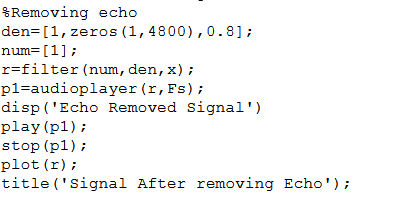 %Removing echo
den=[1,zeros(1,4800),0.8];
num=[1];
r=filter(num,den,x);
p1=audioplayer(r,Fs);
disp('Echo Removed Signal')
play(p1);
stop(p1);
plot(r);
title('Signal After removing Echo');